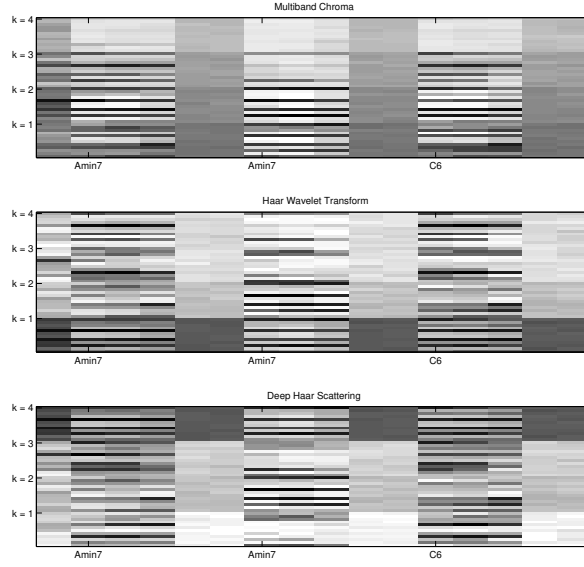 Multiband Chroma
k = 4
k = 3
k = 2
k = 1
Amin7 Amin7 C6
Haar Wavelet Transform
k = 4
k = 3
k = 2
k = 1
Amin7 Amin7 C6
Deep Haar Scattering
k = 4
k = 3
k = 2
k = 1
Amin7 Amin7 C6